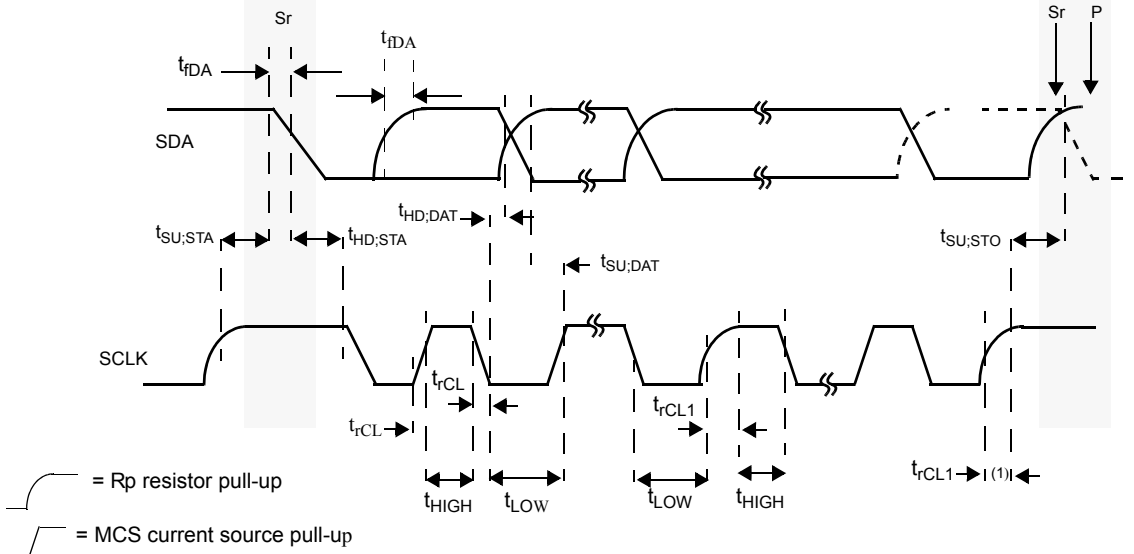 Sr
Sr P
tfDA
tfDA
SDA
tHD;DAT
tSU;STA
tHD;STA
tSU;STO
tSU;DAT
SCLK
trCL
trCL1
trCL
trCL1 (1)
tHIGH
tLOW
tLOW
tHIGH
= Rp resistor pull-up
= MCS current source pull-up